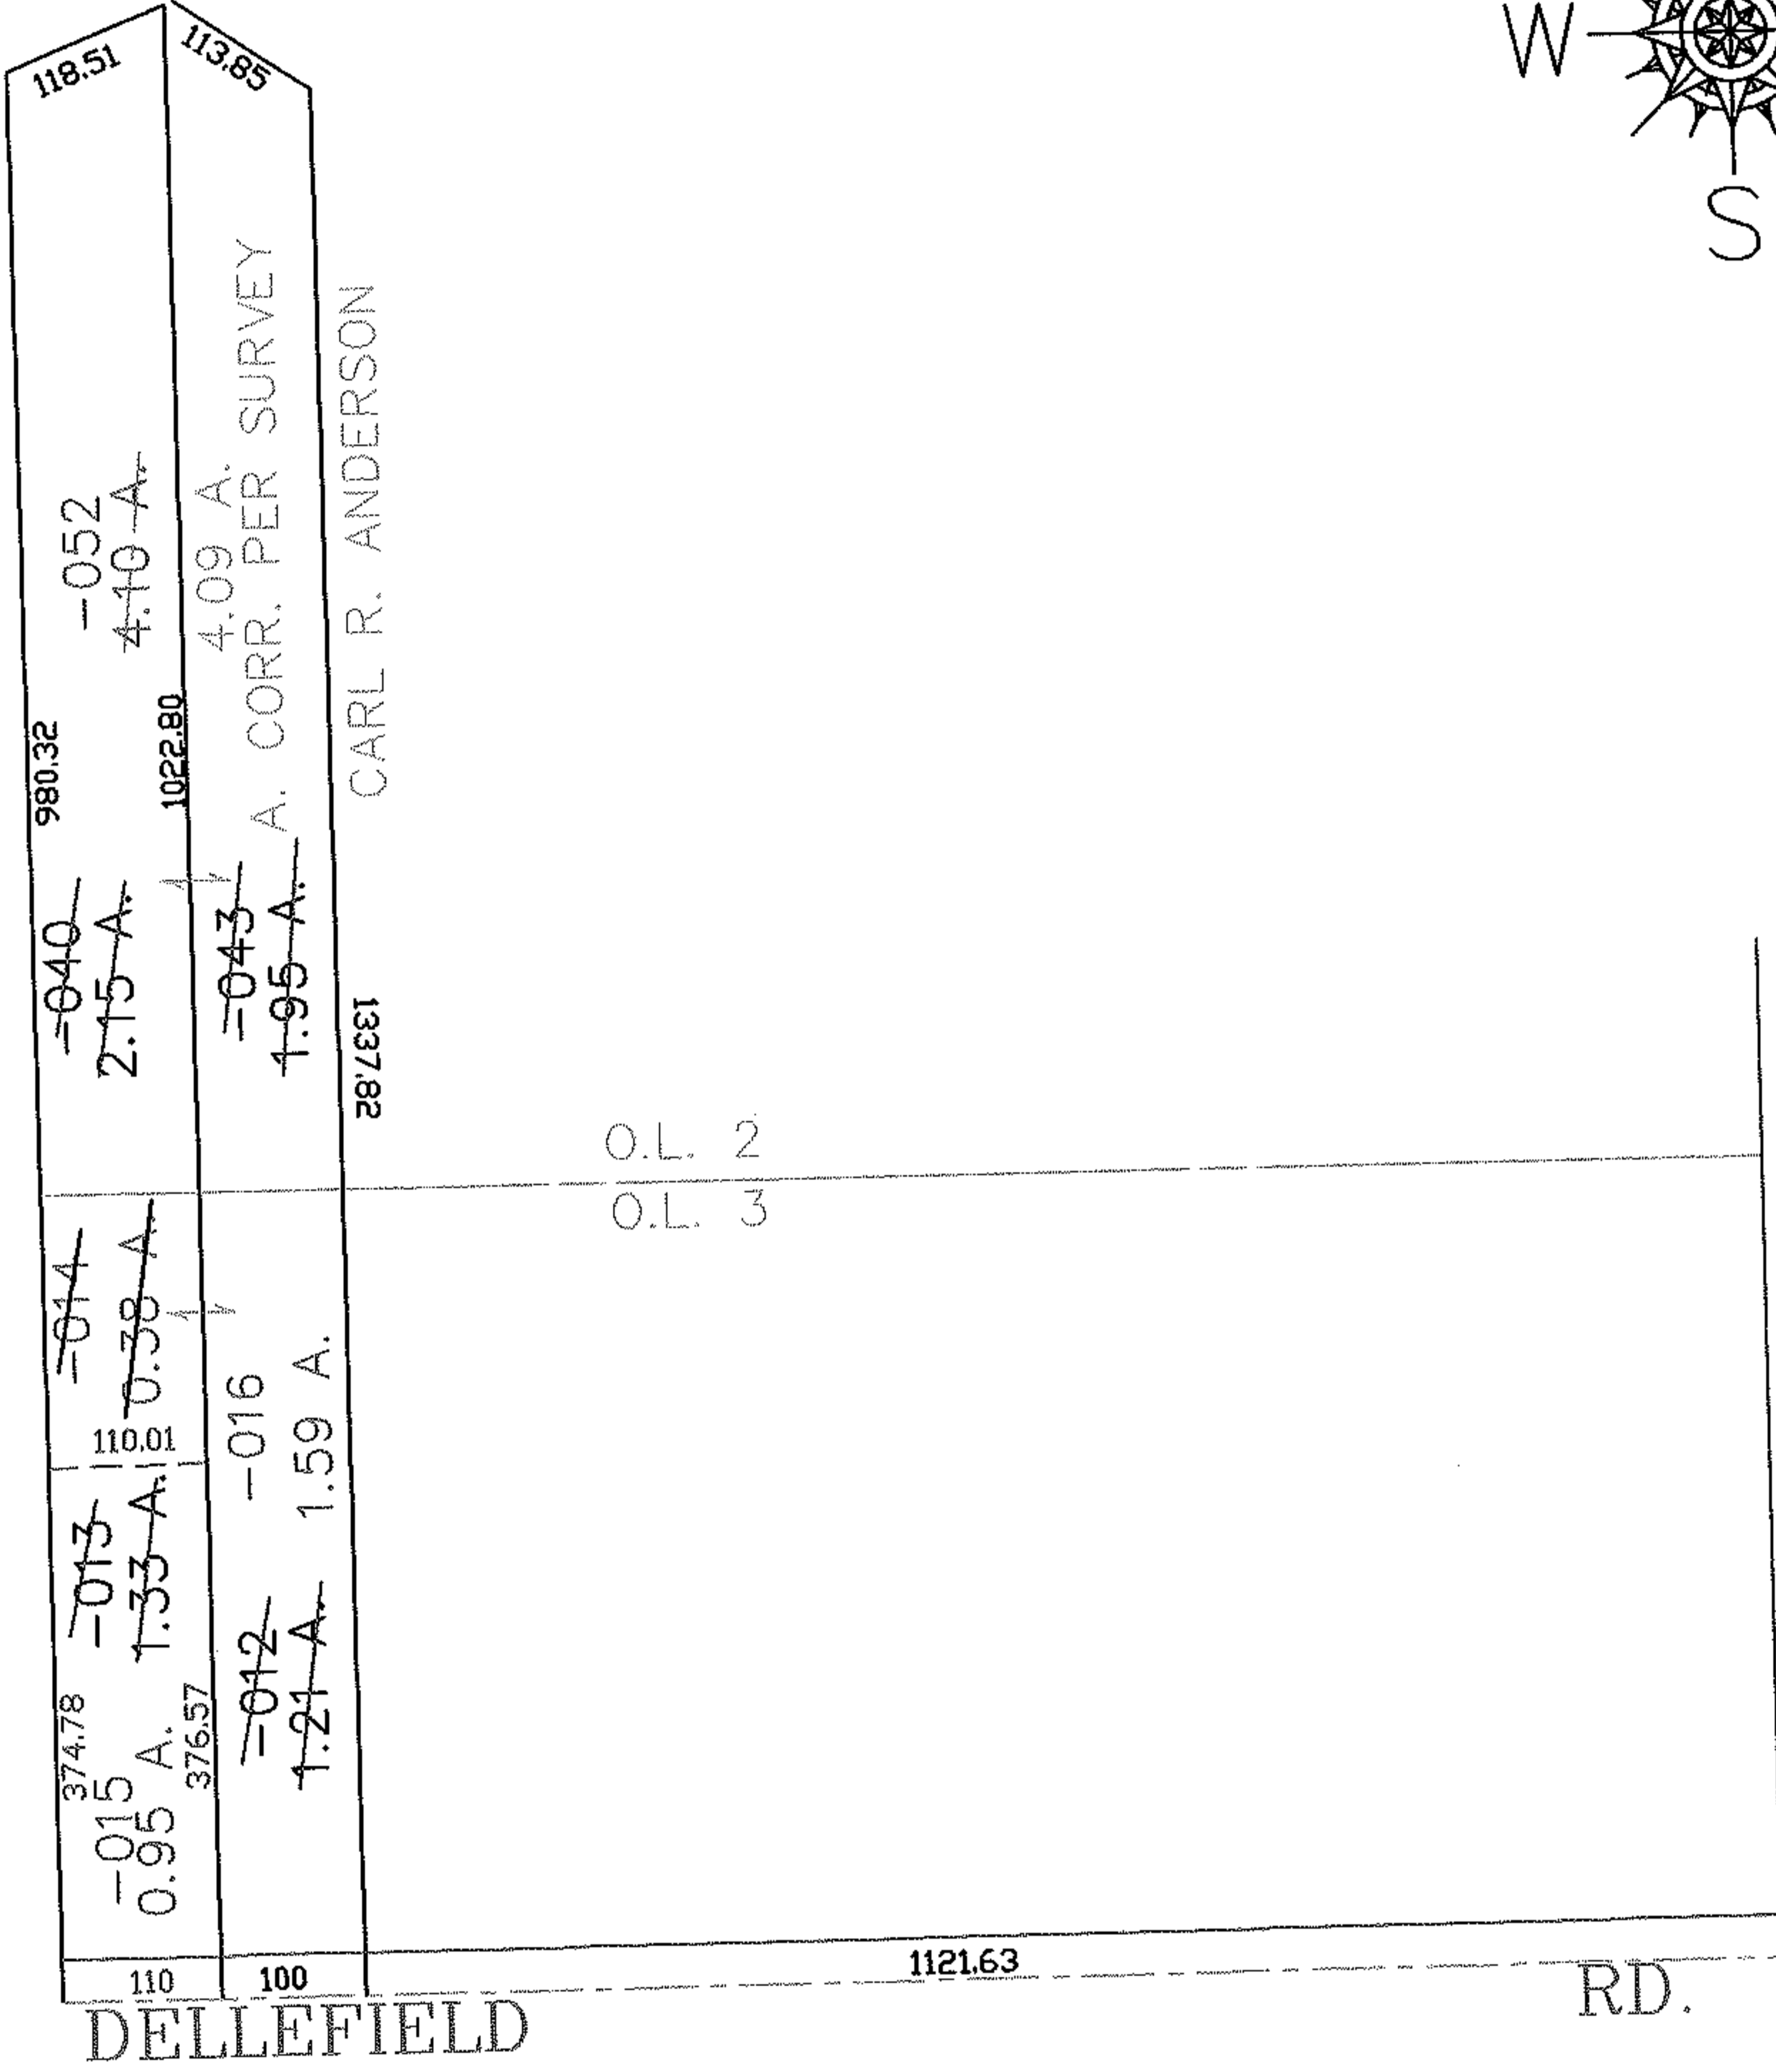 W
S
118.51
113.85
-052
4.10 A.
4.09 A.
A. CORR. PER SURVEY
CARL R. ANDERSON
980.32
1022.80
-040
2.15 A.
-043
1.95 A.
1337.82
O.L. 2
O.L. 3
-014
0.38 A.
110.01
-016
1.59 A.
-013
1.33 A.
-012
1.21 A.
374.78
376.57
-015
0.95 A.
110
100
1121.63
DELLEFIELD RD.